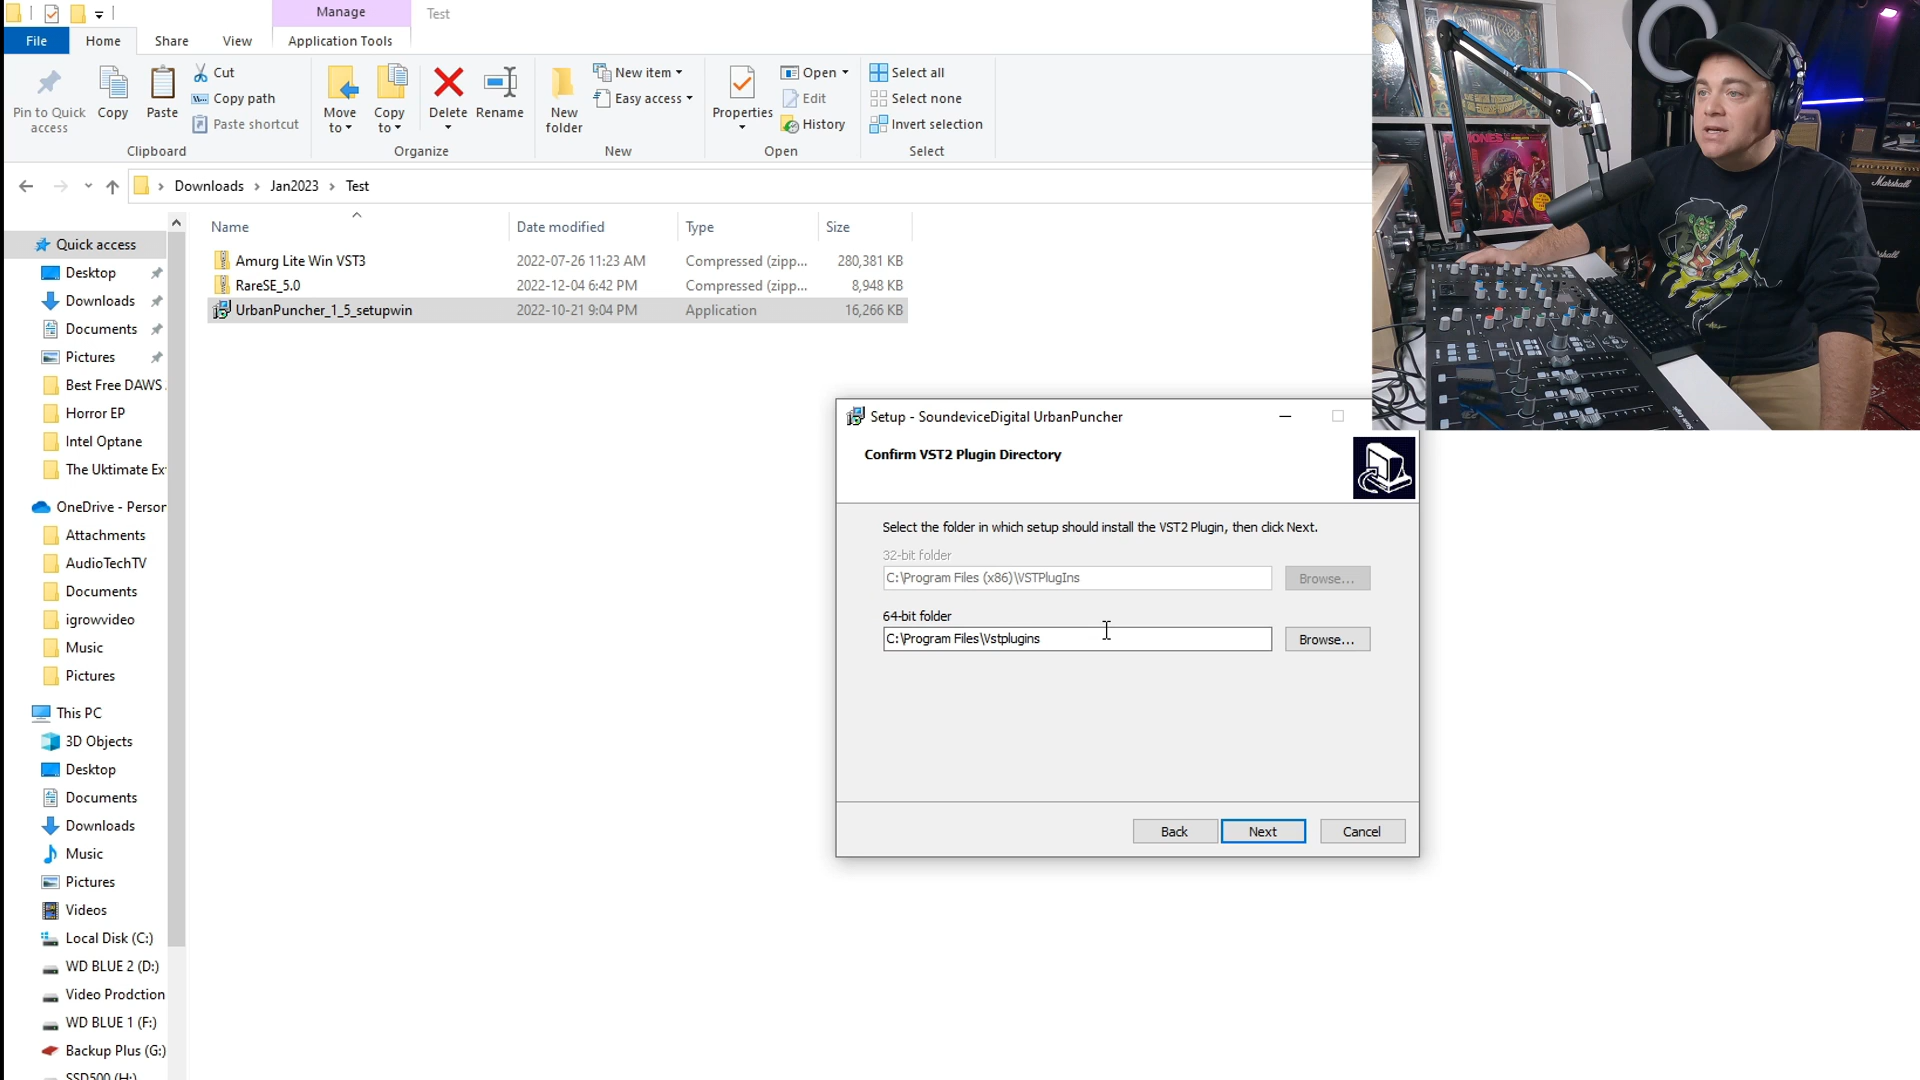 Manage
Test
File
Home
Share
View
Application Tools
Pin to Quick
access
Copy
Paste
Cut
Copy path
Paste shortcut
Clipboard
Move
to
Copy
to
Delete
Rename
Organize
New
folder
New item
Easy access
New
Properties
Open
Edit
History
Open
Select all
Select none
Invert selection
Select
Downloads
Jan2023
Test
Name
Date modified
Type
Size
Amurg Lite Win VST3
2022-07-26 11:23 AM
Compressed (zipp...
280,381 KB
RareSE_5.0
2022-12-04 6:42 PM
Compressed (zipp...
8,948 KB
UrbanPuncher_1_5_setupwin
2022-10-21 9:04 PM
Application
16,266 KB
Quick access
Desktop
Downloads
Documents
Pictures
Best Free DAWS
Horror EP
Intel Optane
The Uktimate Ex
OneDrive - Person
Attachments
AudioTechTV
Documents
igrowvideo
Music
Pictures
This PC
3D Objects
Desktop
Documents
Downloads
Music
Pictures
Videos
Local Disk (C:)
WD BLUE 2 (D:)
Video Prodction
WD BLUE 1 (F:)
Backup Plus (G:)
SSD500 (H:)
Setup - SoundeviceDigital UrbanPuncher
Confirm VST2 Plugin Directory
Select the folder in which setup should install the VST2 Plugin, then click Next.
32-bit folder
C:\Program Files (x86)\VSTPlugIns
Browse...
64-bit folder
C:\Program Files\Vstplugins
Browse...
Back
Next
Cancel
RAMONES
Marshall